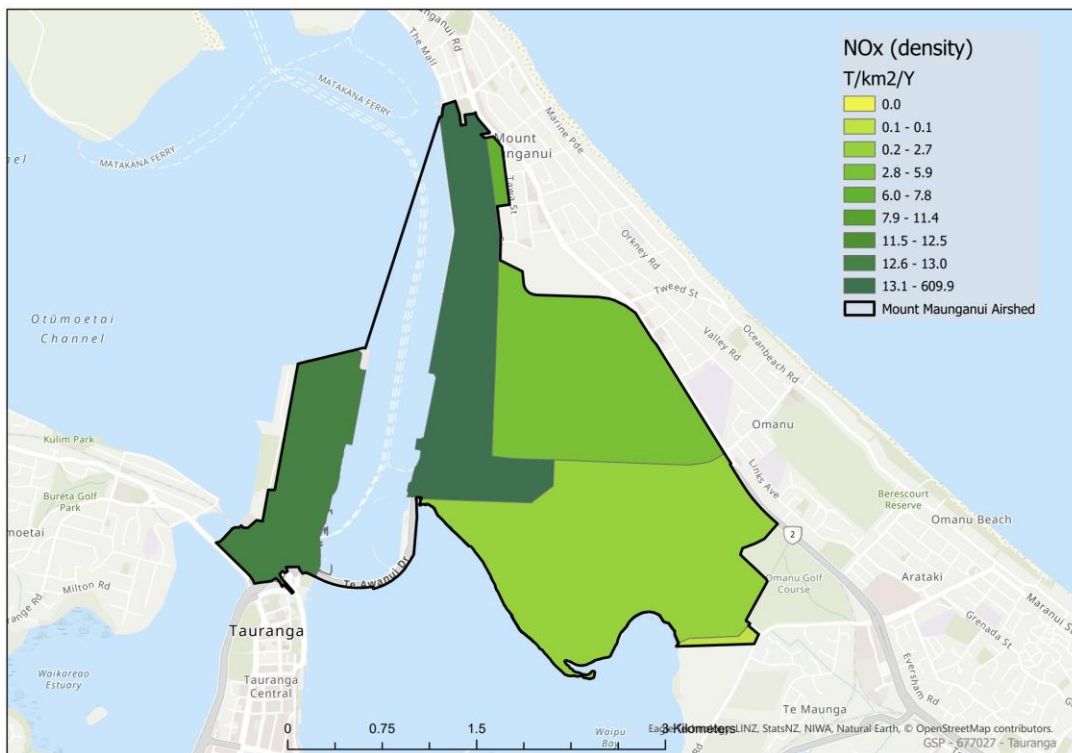 NOx (density)
T/km2/Y
0.0
0.1 - 0.1
0.2 - 2.7
2.8 - 5.9
6.0 - 7.8
7.9 - 11.4
11.5 - 12.5
12.6 - 13.0
13.1 - 609.9
Mount Maunganui Airshed
The Mall
MATAKANA FERRY
MATAKANA FERRY
Marine Pde
Mount
Tawa St
Orkney Rd
Tweed St
Valley Rd
Oceanbeach Rd
Otūmoetai
Channel
Omanu
Links Ave
Kulim Park
Bureta Golf
Park
Berescourt
Reserve
Omanu Beach
2
Milton Rd
Te Awanui Dr
Omanu Golf
Course
Arataki
Grenada St
Eversham Rd
Tauranga
Waikareao
Estuary
Tauranga
Central
Te Maunga
Waipu
0
0.75
1.5
3 Kilometers
LINZ, StatsNZ, NIWA, Natural Earth, © OpenStreetMap contributors.
GSP - 677027 - Tauranga